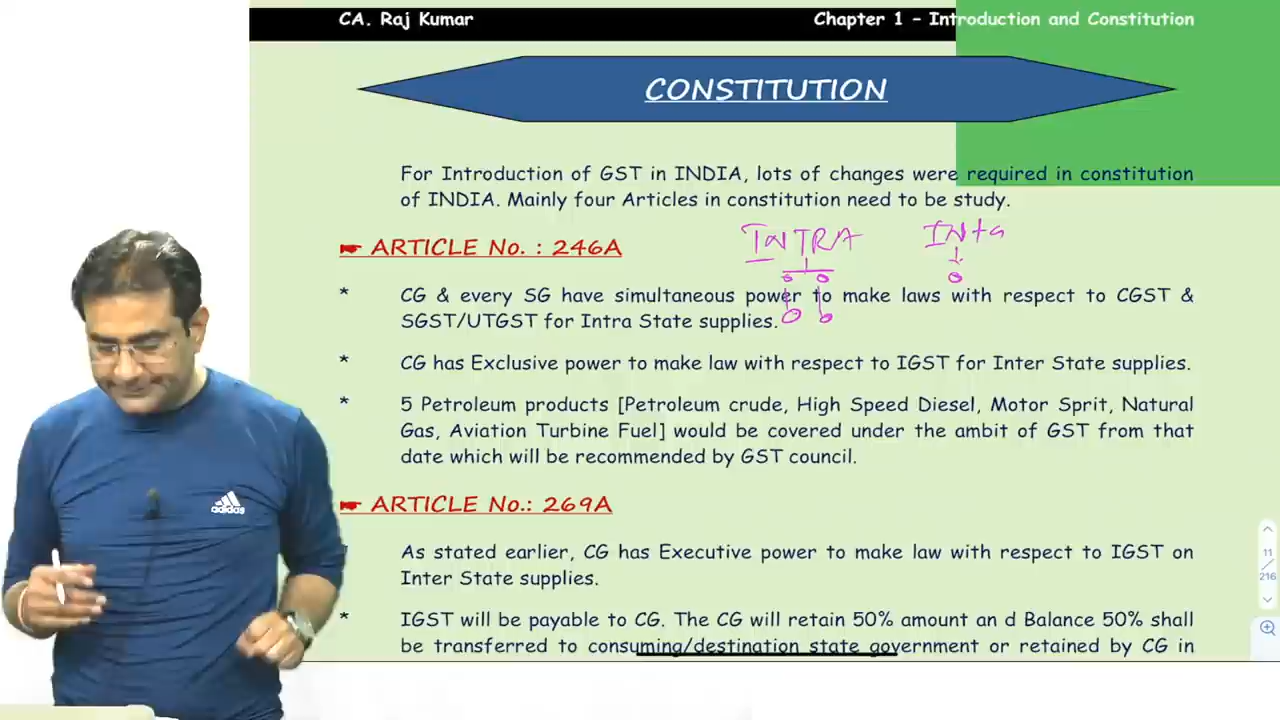 CA. Raj Kumar
Chapter 1 – Introduction and Constitution
CONSTITUTION
For Introduction of GST in INDIA, lots of changes were required in constitution
of INDIA. Mainly four Articles in constitution need to be study.
INTRA
☛ ARTICLE No. : 246A
* CG & every SG have simultaneous power to make laws with respect to CGST &
SGST/UTGST for Intra State supplies.
* CG has Exclusive power to make law with respect to IGST for Inter State supplies.
* 5 Petroleum products [Petroleum crude, High Speed Diesel, Motor Sprit, Natural
Gas, Aviation Turbine Fuel] would be covered under the ambit of GST from that
date which will be recommended by GST council.
☛ ARTICLE No.: 269A
As stated earlier, CG has Executive power to make law with respect to IGST on
Inter State supplies.
* IGST will be payable to CG. The CG will retain 50% amount an d Balance 50% shall
be transferred to consuming/destination state government or retained by CG in
adidas
11
/
216